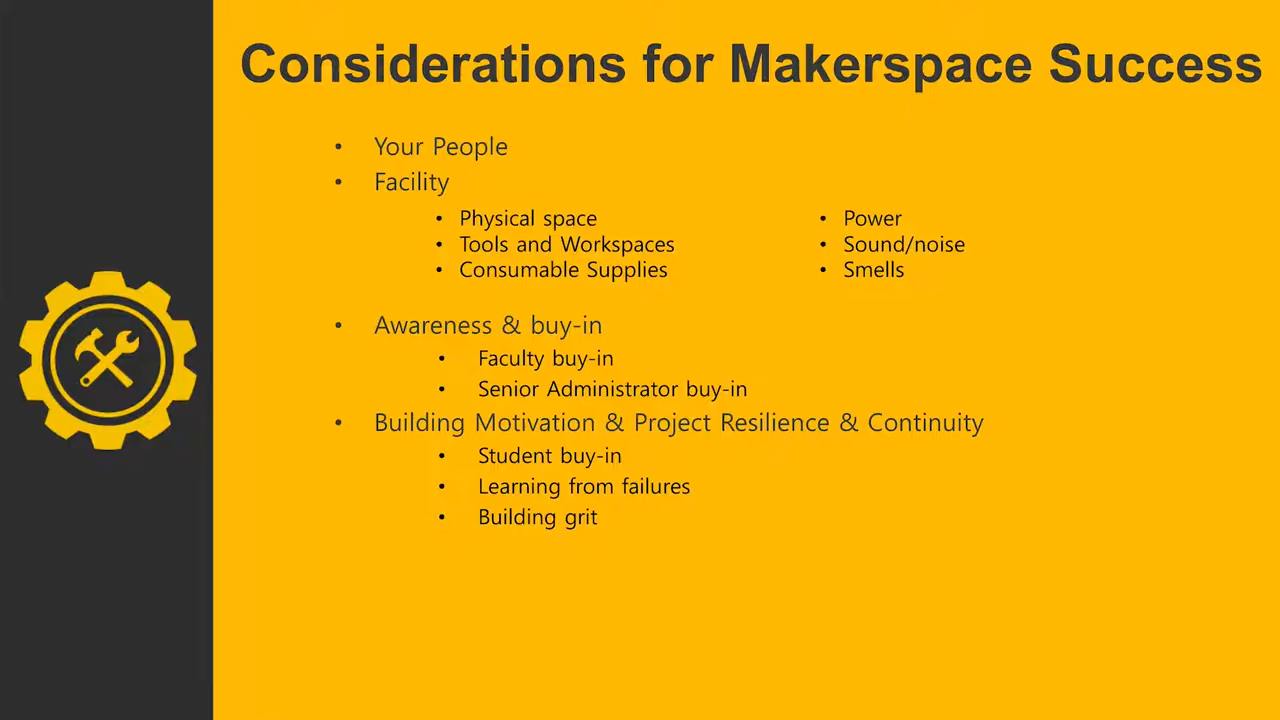 Considerations for Makerspace Success
• Your People
• Facility
• Physical space
• Tools and Workspaces
• Consumable Supplies
• Power
• Sound/noise
• Smells
• Awareness & buy-in
• Faculty buy-in
• Senior Administrator buy-in
• Building Motivation & Project Resilience & Continuity
• Student buy-in
• Learning from failures
• Building grit